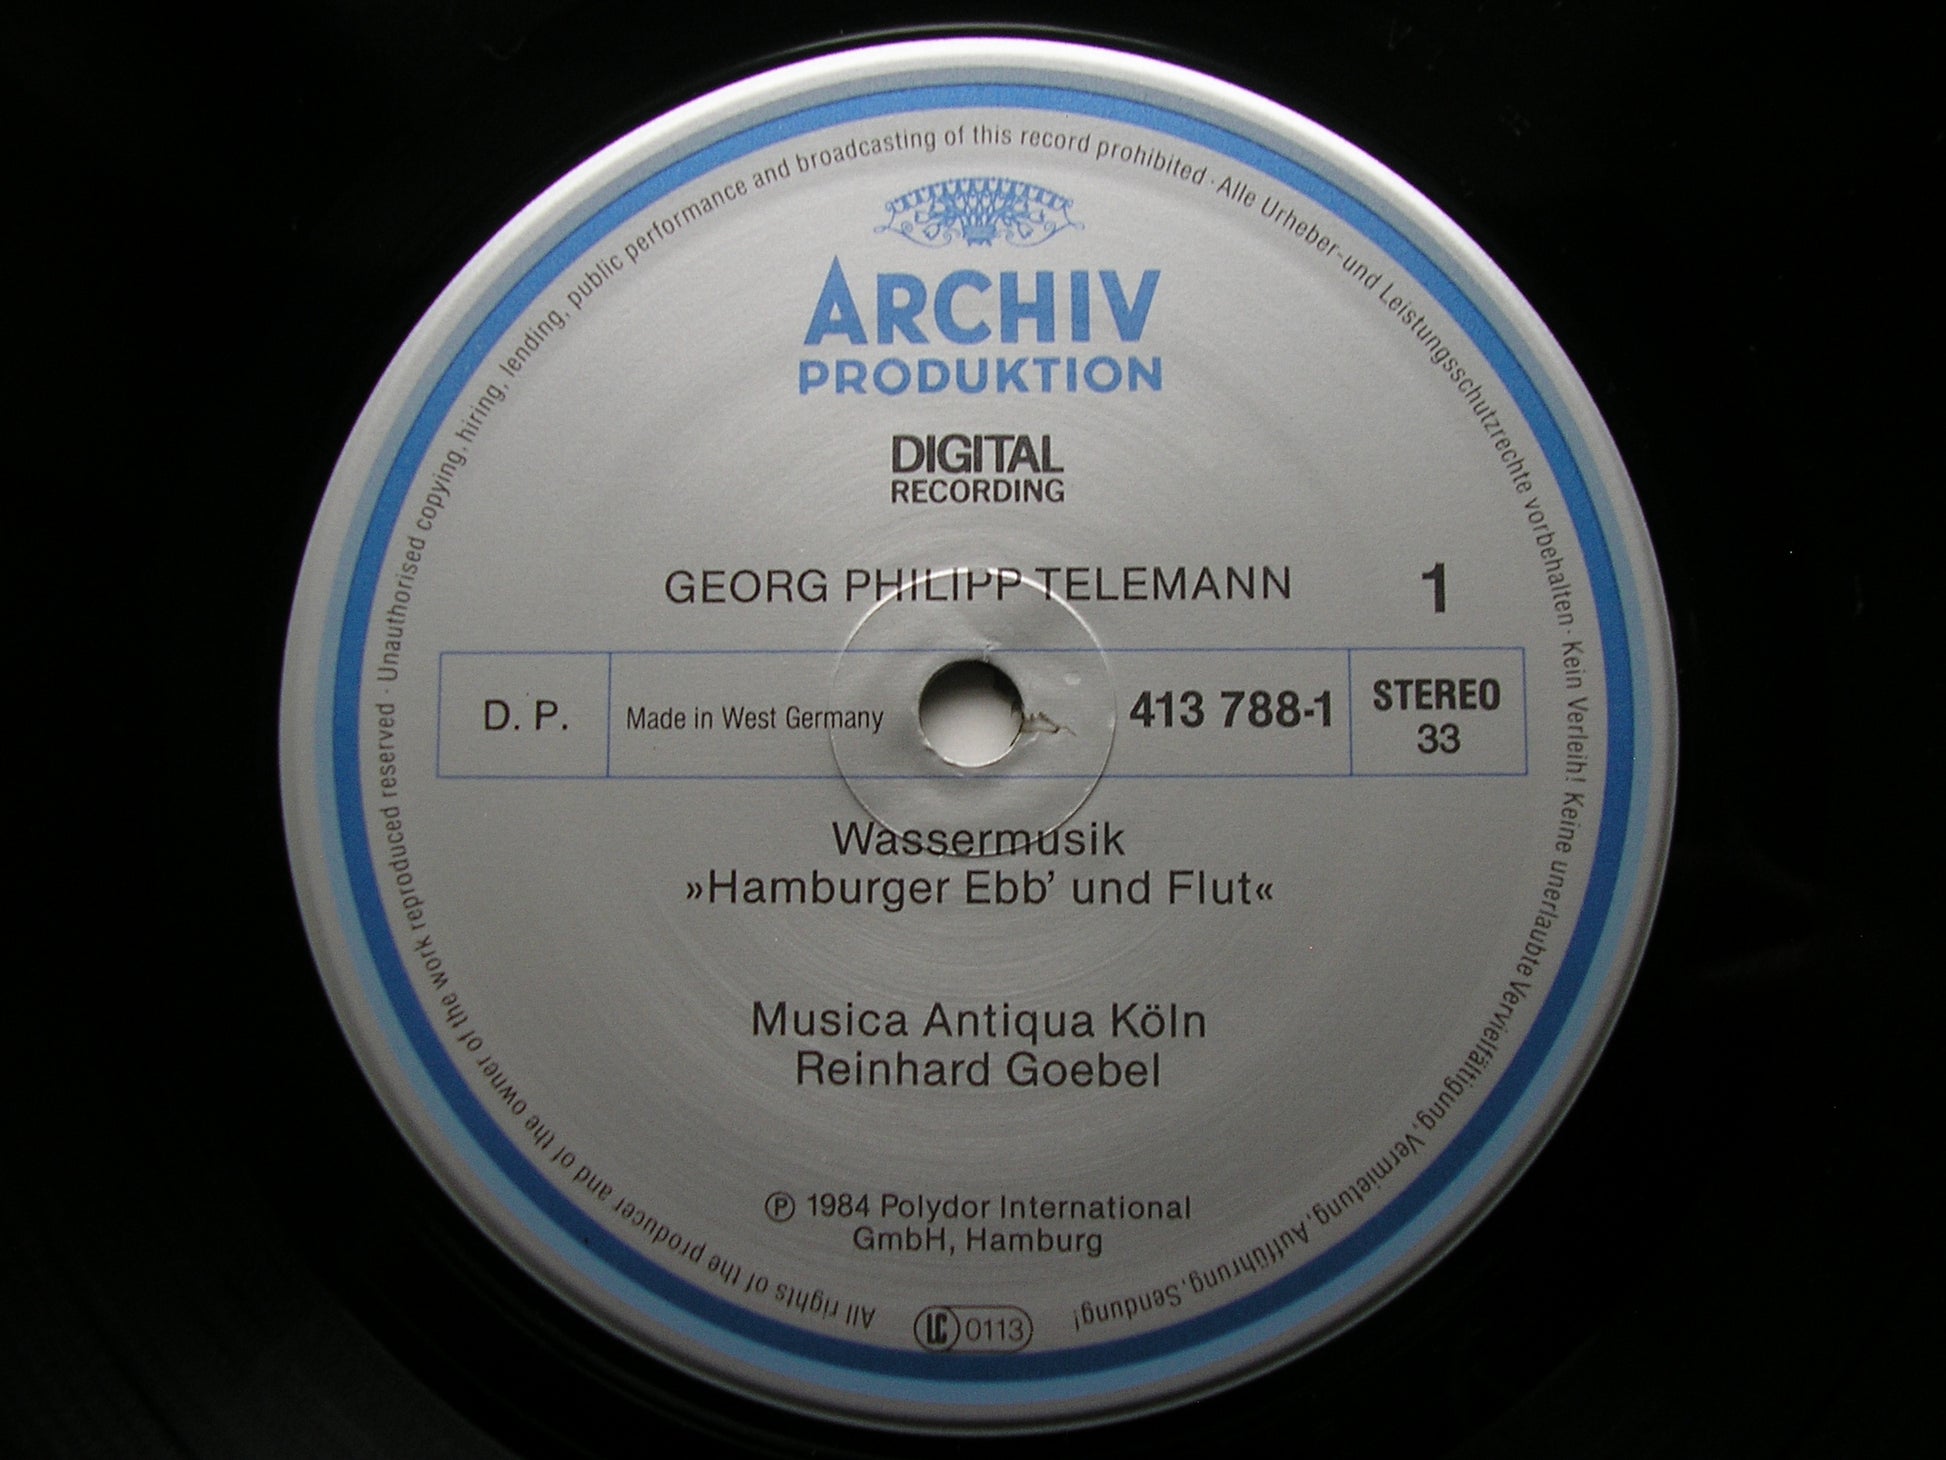 All rights of the producer and of the owner of the work reproduced reserved · Unauthorised copying, hiring, lending, public performance and broadcasting of this record prohibited · Alle Urheber-und Leistungsschutzrechte vorbehalten · Kein Verleih! Keine unerlaubte Vervielfältigung, Vermietung, Aufführung, Sendung!
ARCHIV
PRODUKTION
DIGITAL
RECORDING
GEORG PHILIPP TELEMANN 1
D. P. Made in West Germany 413 788-1 STEREO
33
Wassermusik
»Hamburger Ebb’ und Flut«
Musica Antiqua Köln
Reinhard Goebel
℗ 1984 Polydor International
GmbH, Hamburg
LC 0113